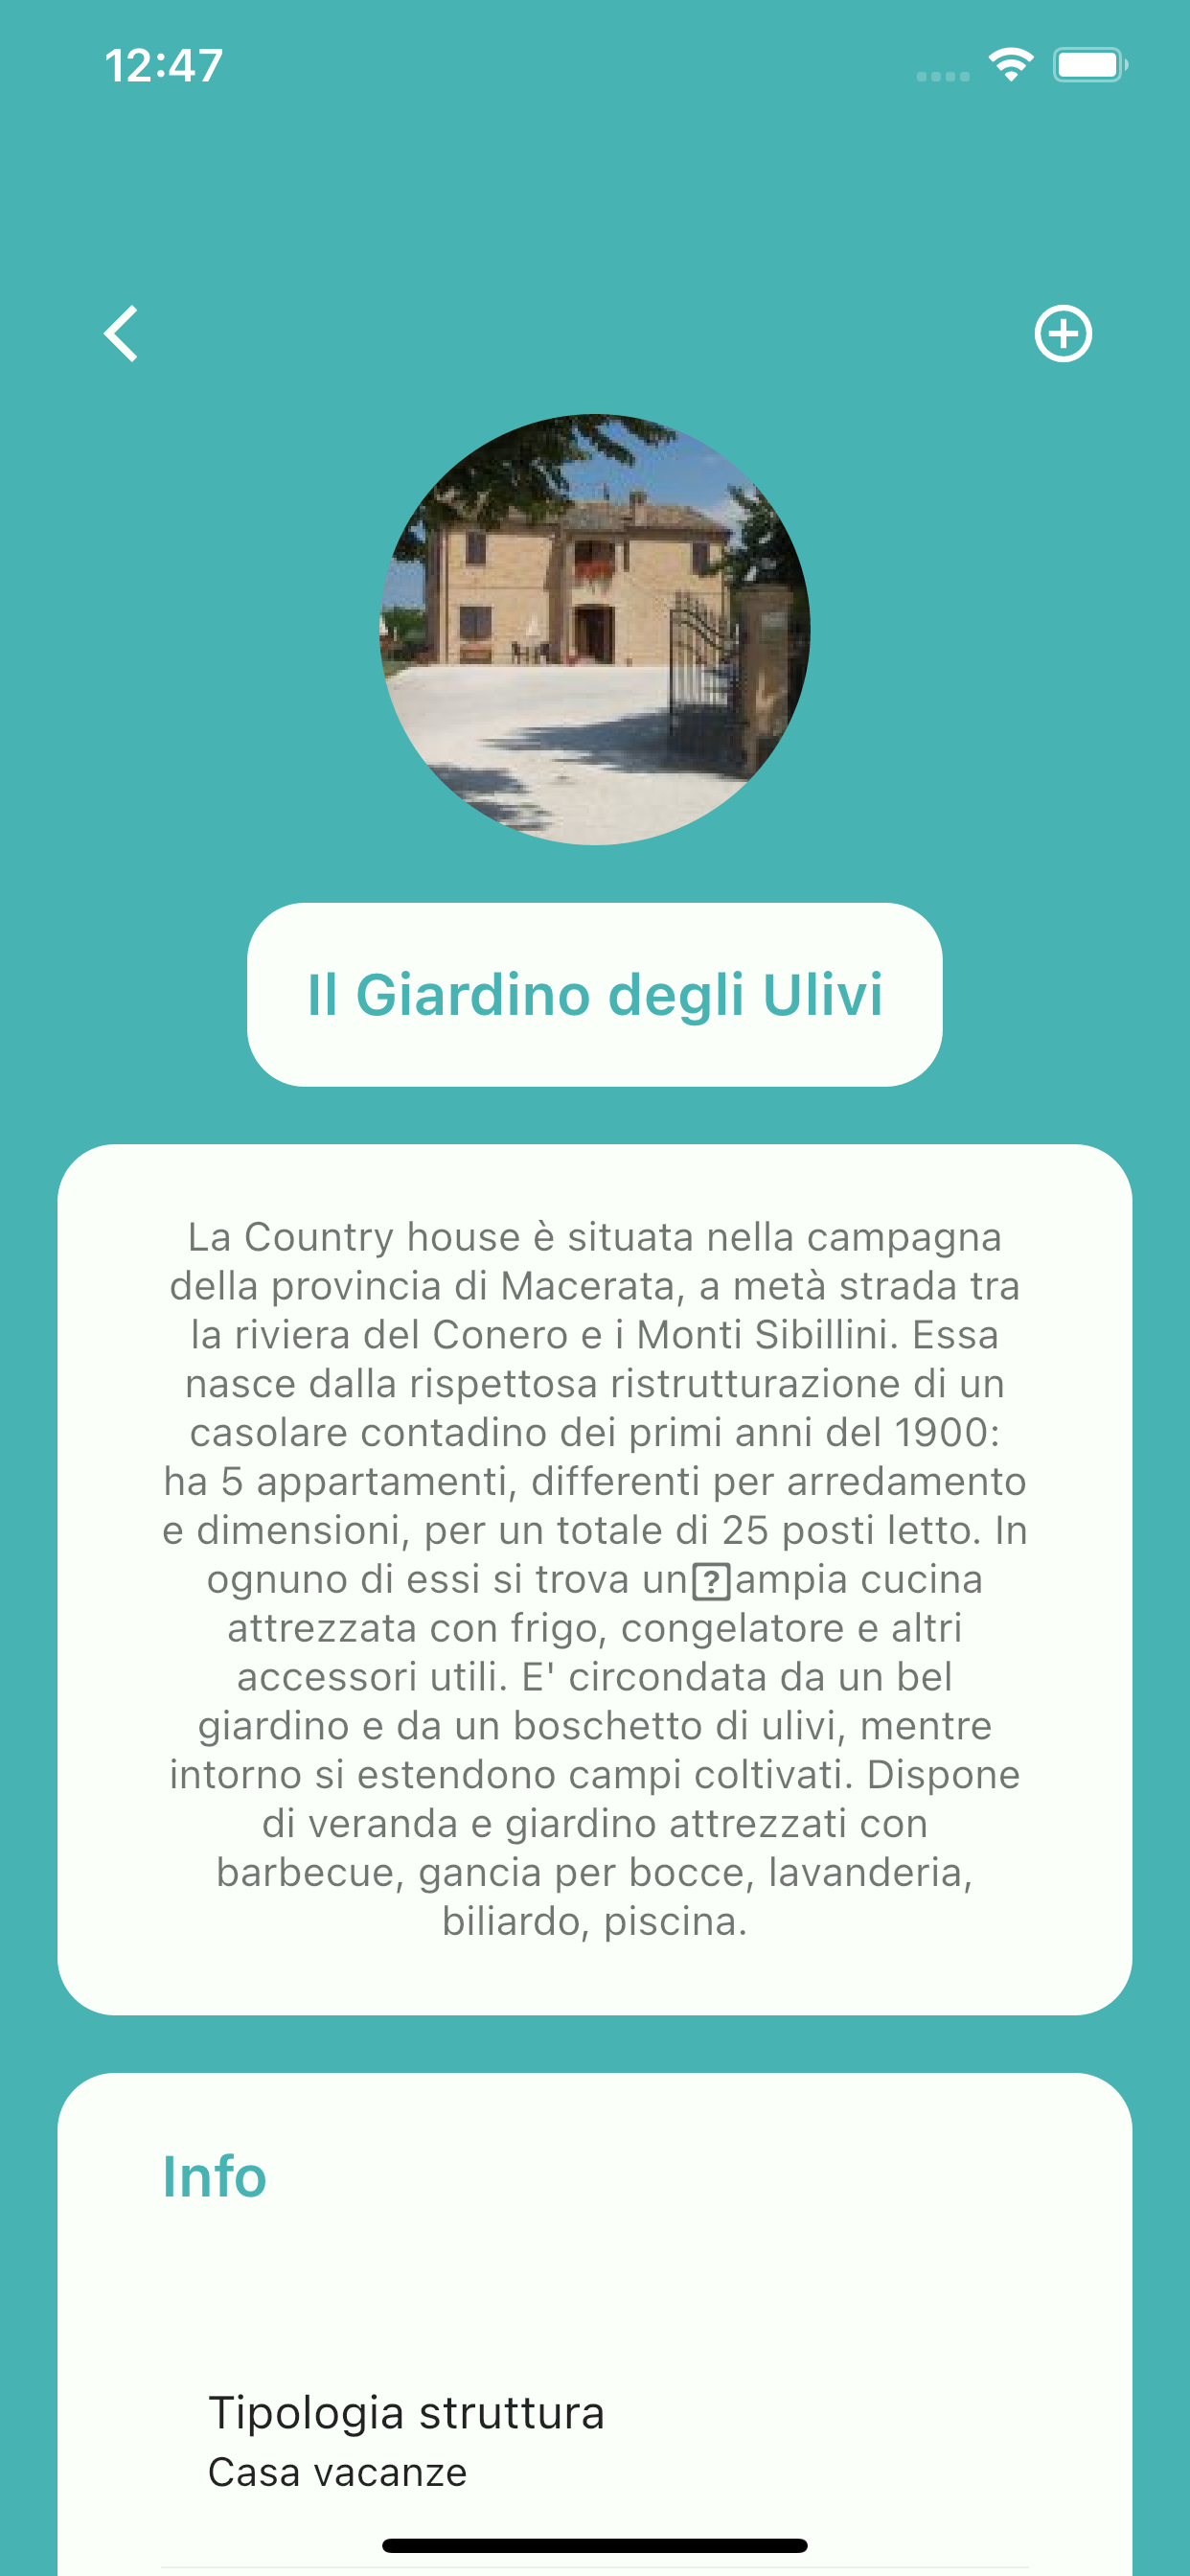 12:47
Il Giardino degli Ulivi
La Country house è situata nella campagna
della provincia di Macerata, a metà strada tra
la riviera del Conero e i Monti Sibillini. Essa
nasce dalla rispettosa ristrutturazione di un
casolare contadino dei primi anni del 1900:
ha 5 appartamenti, differenti per arredamento
e dimensioni, per un totale di 25 posti letto. In
ognuno di essi si trova un�ampia cucina
attrezzata con frigo, congelatore e altri
accessori utili. E' circondata da un bel
giardino e da un boschetto di ulivi, mentre
intorno si estendono campi coltivati. Dispone
di veranda e giardino attrezzati con
barbecue, gancia per bocce, lavanderia,
biliardo, piscina.
Info
Tipologia struttura
Casa vacanze